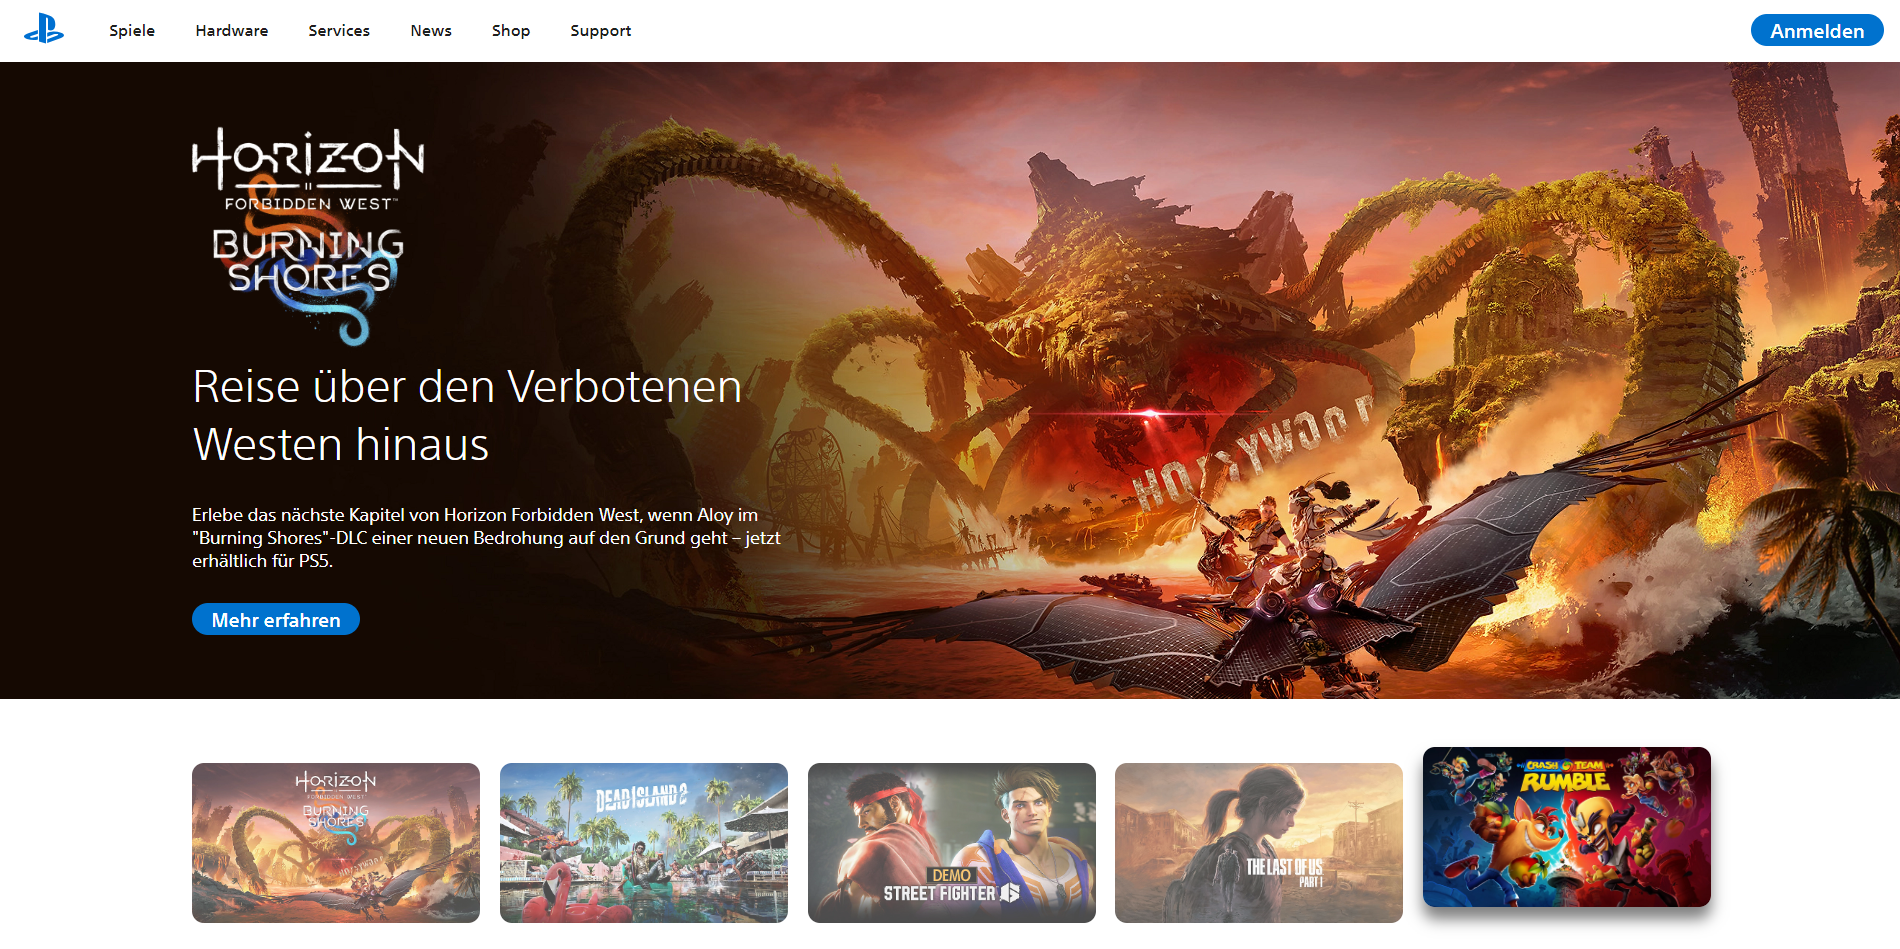 Spiele Hardware Services News Shop Support Anmelden
HORIZON
FORBIDDEN WEST™
BURNING
SHORES
Reise über den Verbotenen
Westen hinaus
Erlebe das nächste Kapitel von Horizon Forbidden West, wenn Aloy im
"Burning Shores"-DLC einer neuen Bedrohung auf den Grund geht – jetzt
erhältlich für PS5.
Mehr erfahren
HOLLYWOOD
HORIZON
FORBIDDEN WEST
BURNING
SHORES
HOLLYWOOD
DEAD ISLAND 2
DEMO
STREET FIGHTER 6
THE LAST OF US
PART I
CRASH TEAM
RUMBLE